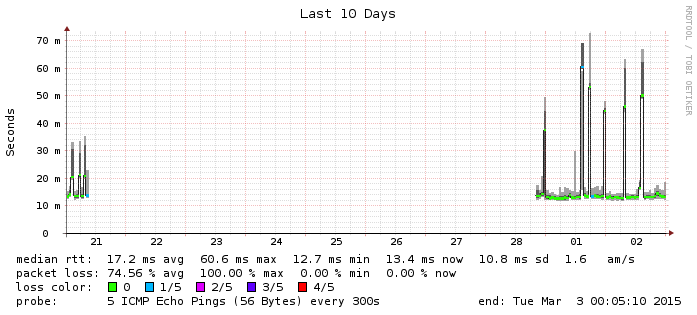 Last 10 Days
RRDTOOL / TOBI OETIKER
Seconds
70 m
60 m
50 m
40 m
30 m
20 m
10 m
0
21 22 23 24 25 26 27 28 01 02
median rtt: 17.2 ms avg 60.6 ms max 12.7 ms min 13.4 ms now 10.8 ms sd 1.6 am/s
packet loss: 74.56 % avg 100.00 % max 0.00 % min 0.00 % now
loss color: 0 1/5 2/5 3/5 4/5
probe: 5 ICMP Echo Pings (56 Bytes) every 300s end: Tue Mar 3 00:05:10 2015